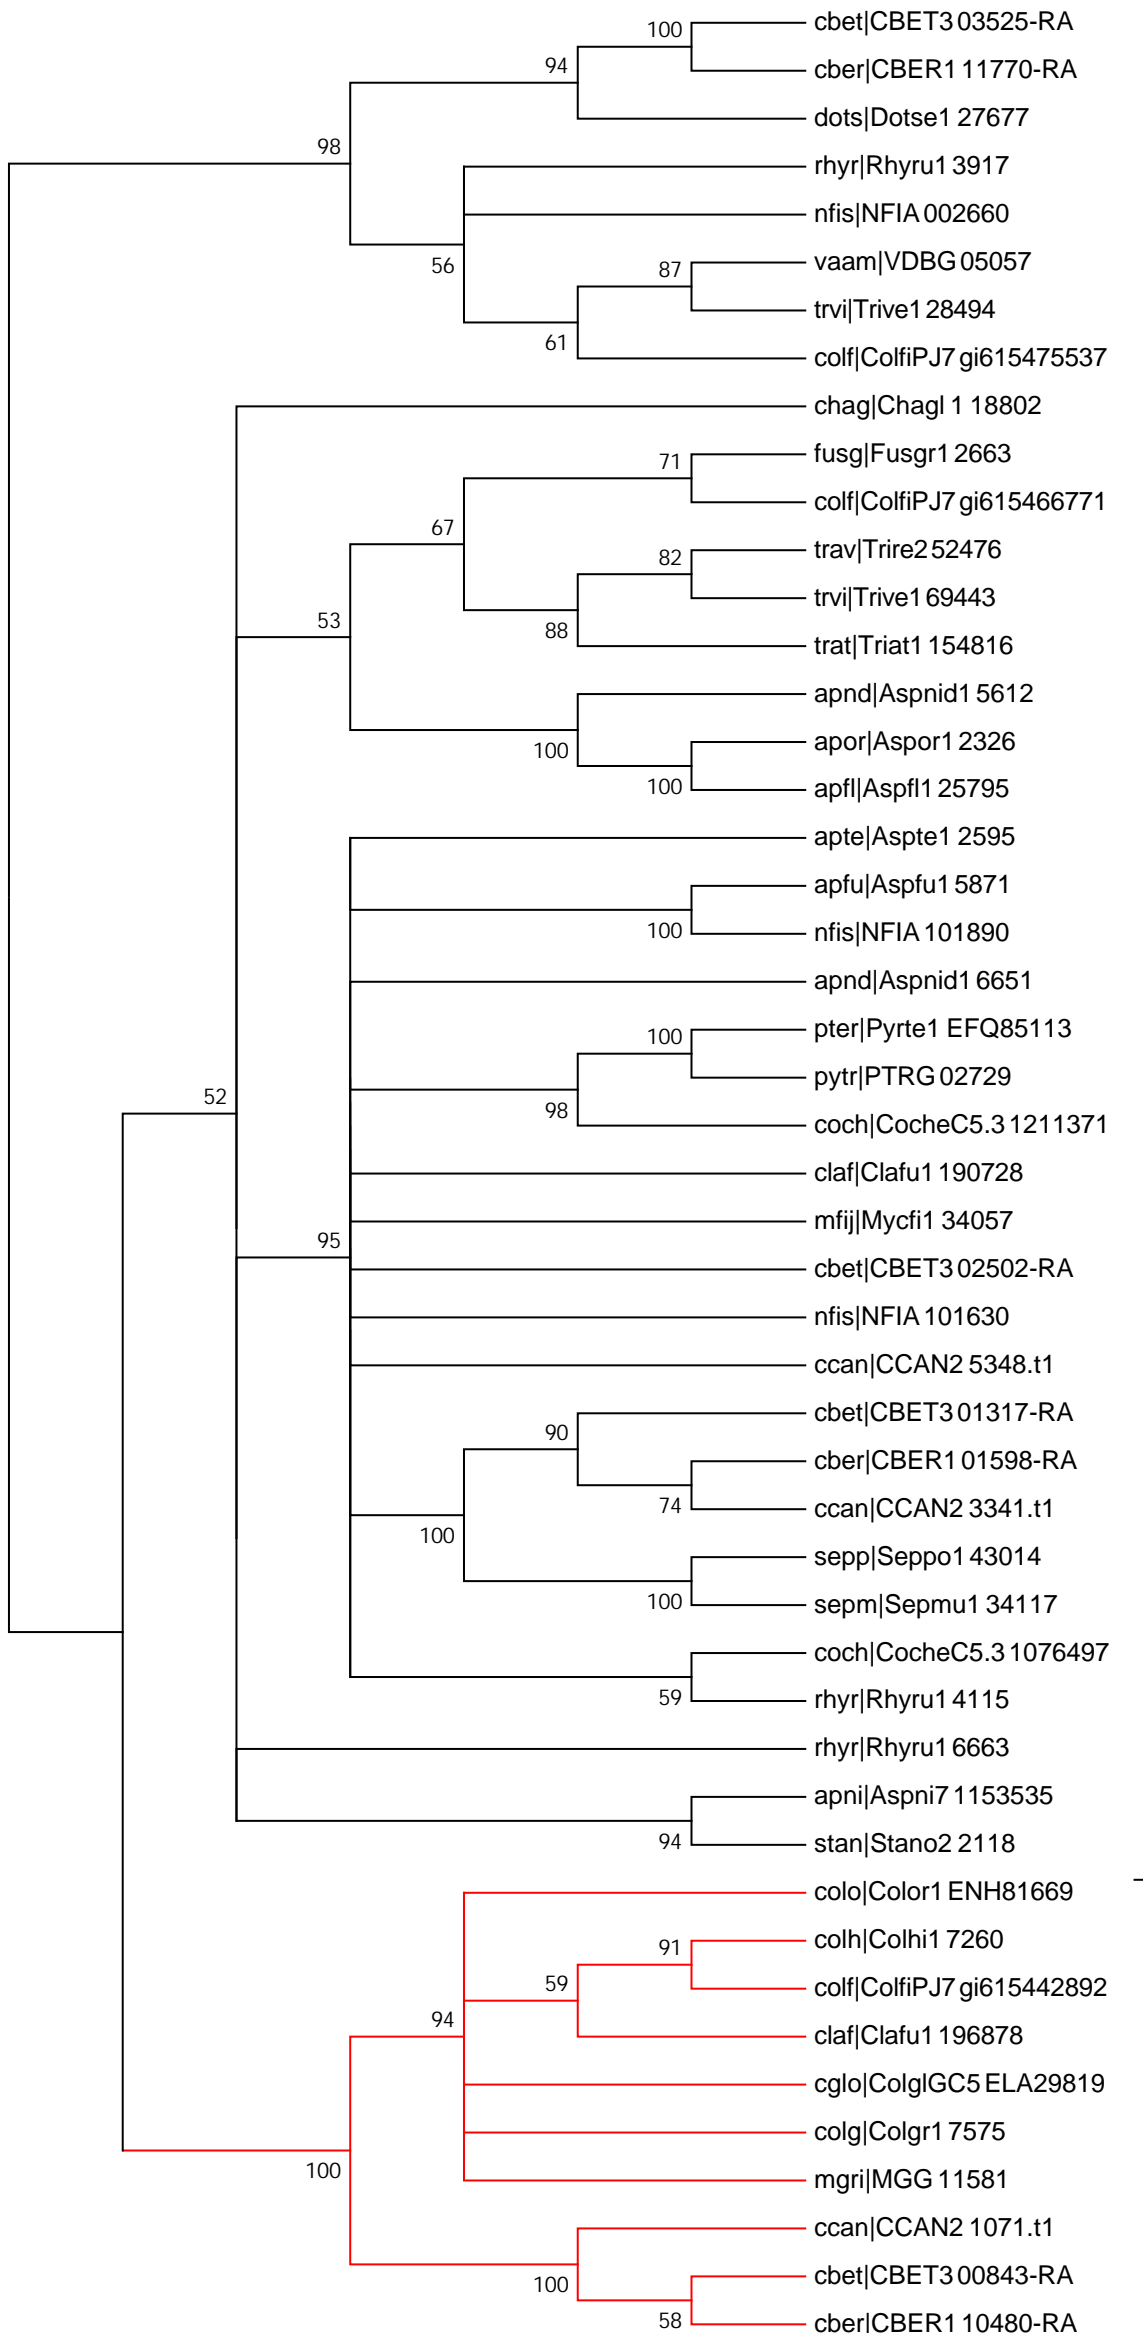 cbet|CBET3 03525-RA
100
cber|CBER1 11770-RA
94
dots|Dotse1 27677
98
rhyr|Rhyru1 3917
nfis|NFIA 002660
56
vaam|VDBG 05057
87
trvi|Trive1 28494
61
colf|ColfiPJ7 gi615475537
chag|Chagl 1 18802
fusg|Fusgr1 2663
71
colf|ColfiPJ7 gi615466771
67
trav|Trire2 52476
82
trvi|Trive1 69443
53
88
trat|Triat1 154816
apnd|Aspnid1 5612
apor|Aspor1 2326
100
apfl|Aspfl1 25795
100
apte|Aspte1 2595
apfu|Aspfu1 5871
nfis|NFIA 101890
100
apnd|Aspnid1 6651
pter|Pyrte1 EFQ85113
100
pytr|PTRG 02729
52
98
coch|CocheC5.3 1211371
claf|Clafu1 190728
mfij|Mycfi1 34057
95
cbet|CBET3 02502-RA
nfis|NFIA 101630
ccan|CCAN2 5348.t1
cbet|CBET3 01317-RA
90
cber|CBER1 01598-RA
74
ccan|CCAN2 3341.t1
100
sepp|Seppo1 43014
100
sepm|Sepmu1 34117
coch|CocheC5.3 1076497
59
rhyr|Rhyru1 4115
rhyr|Rhyru1 6663
apni|Aspni7 1153535
94
stan|Stano2 2118
colo|Color1 ENH81669
colh|Colhi1 7260
91
59
colf|ColfiPJ7 gi615442892
94
claf|Clafu1 196878
cglo|ColglGC5 ELA29819
colg|Colgr1 7575
100
mgri|MGG 11581
ccan|CCAN2 1071.t1
100
cbet|CBET3 00843-RA
58
cber|CBER1 10480-RA